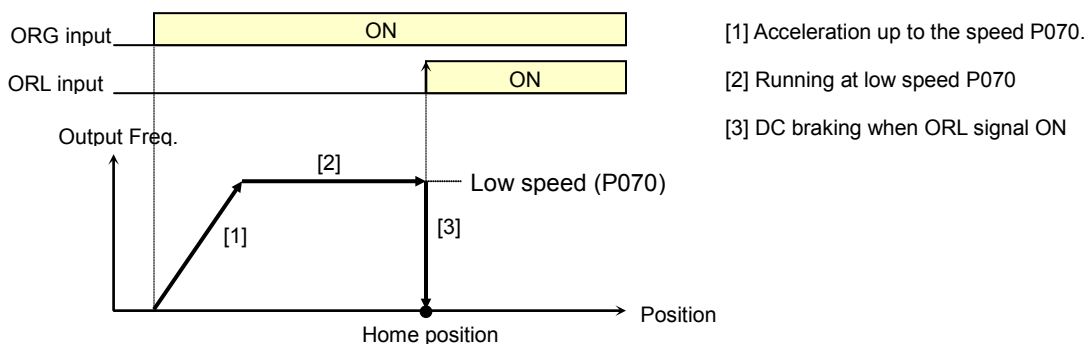 ORG input
ON
[1] Acceleration up to the speed P070.
ORL input
ON
[2] Running at low speed P070
[3] DC braking when ORL signal ON
Output Freq.
[2]
Low speed (P070)
[1]
[3]
Position
Home position